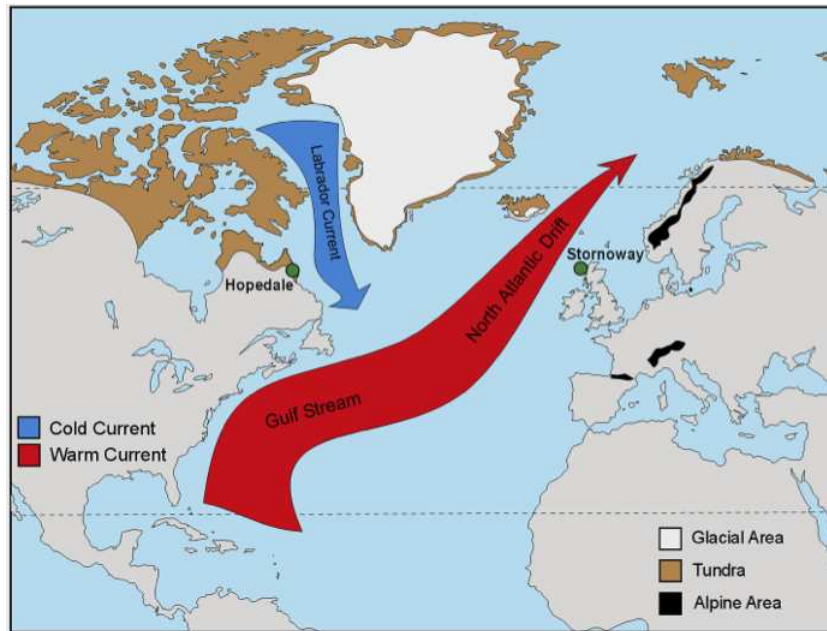 Labrador Current
Hopedale
Stornoway
North Atlantic Drift
Gulf Stream
Cold Current
Warm Current
Glacial Area
Tundra
Alpine Area